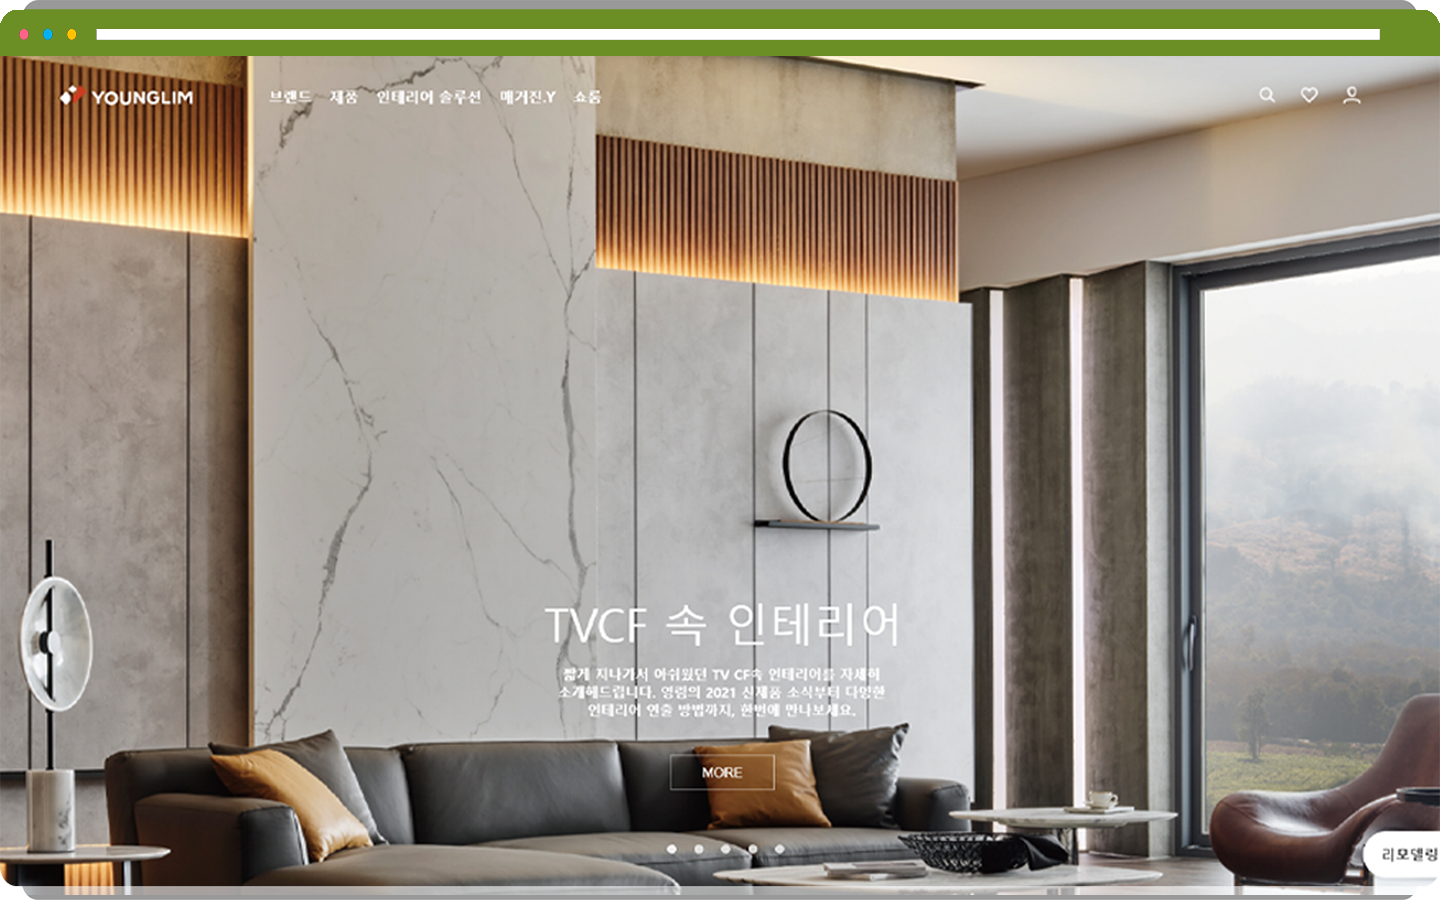 YOUNGLIM
브랜드 제품 인테리어 솔루션 매거진.Y 쇼룸
TVCF 속 인테리어
짧게 지나가서 아쉬웠던 TV CF속 인테리어를 자세히
소개해드립니다. 영림의 2021 신제품 소식부터 다양한
인테리어 연출 방법까지, 한번에 만나보세요.
MORE
리모델링